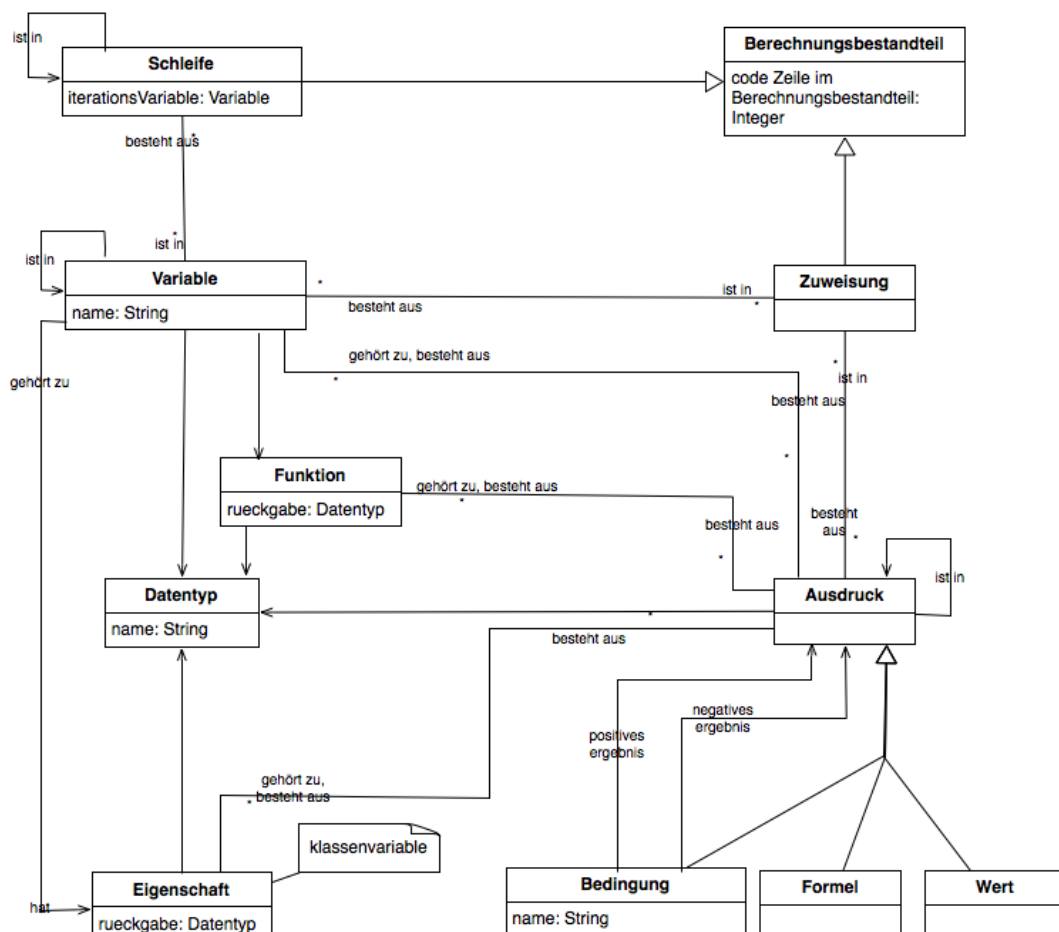 ist in
Schleife
iterationsVariable: Variable
Berechnungsbestandteil
code Zeile im
Berechnungsbestandteil:
Integer
besteht aus
*
*
ist in
ist in
Variable
name: String
*
besteht aus
ist in
*
Zuweisung
gehört zu
gehört zu, besteht aus
*
*
ist in
besteht aus
*
Funktion
rueckgabe: Datentyp
gehört zu, besteht aus
*
besteht aus
*
besteht
aus
*
Datentyp
name: String
Ausdruck
ist in
*
besteht aus
positives
ergebnis
negatives
ergebnis
gehört zu,
besteht aus
*
klassenvariable
hat
Eigenschaft
rueckgabe: Datentyp
Bedingung
name: String
Formel
Wert